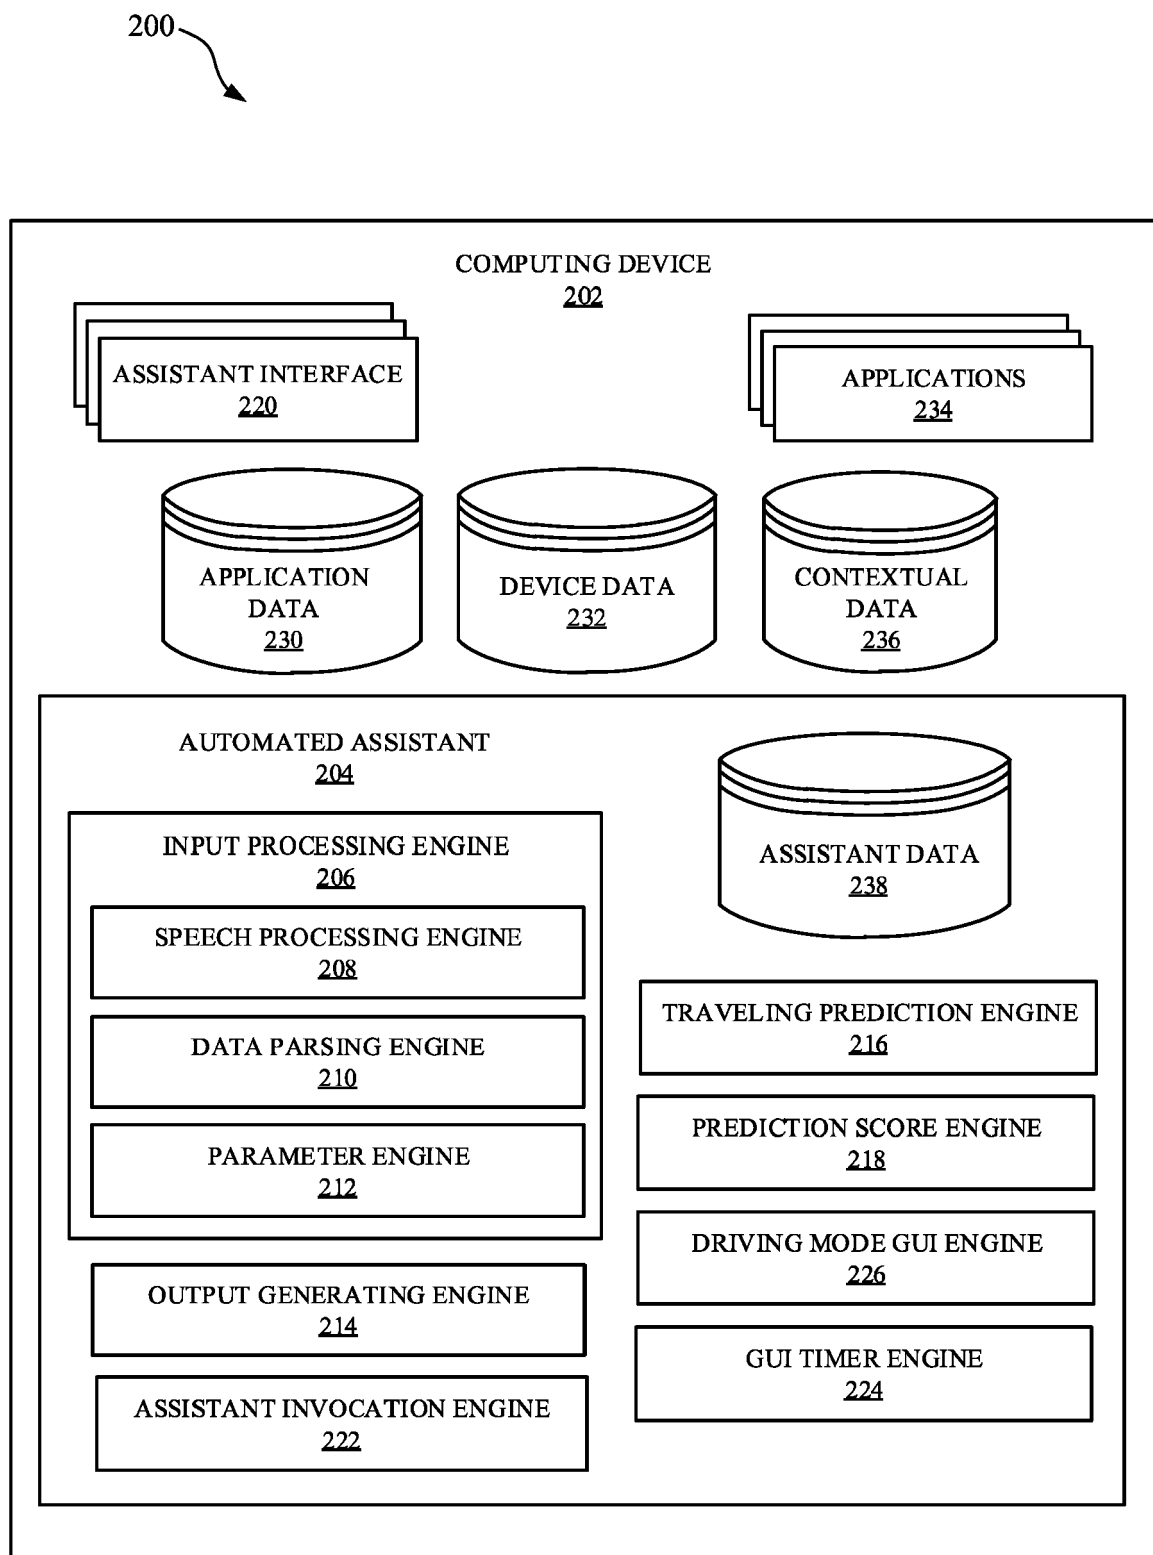 200
COMPUTING DEVICE
202
ASSISTANT INTERFACE
220
APPLICATIONS
234
APPLICATION
DATA
230
DEVICE DATA
232
CONTEXTUAL
DATA
236
AUTOMATED ASSISTANT
204
INPUT PROCESSING ENGINE
206
SPEECH PROCESSING ENGINE
208
DATA PARSING ENGINE
210
PARAMETER ENGINE
212
OUTPUT GENERATING ENGINE
214
ASSISTANT INVOCATION ENGINE
222
ASSISTANT DATA
238
TRAVELING PREDICTION ENGINE
216
PREDICTION SCORE ENGINE
218
DRIVING MODE GUI ENGINE
226
GUI TIMER ENGINE
224